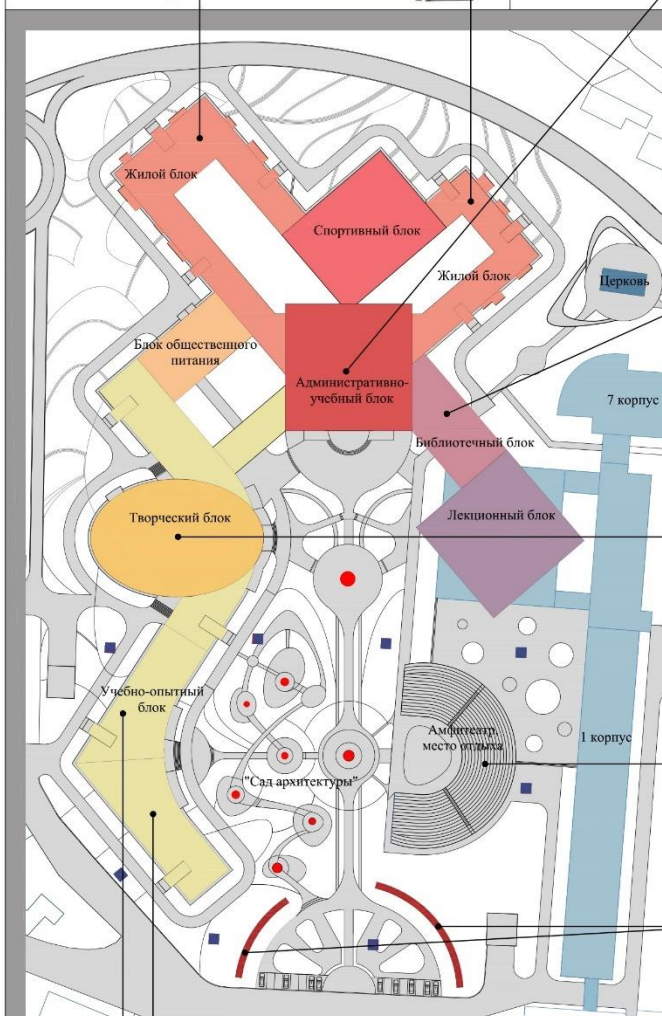 Жилой блок
Спортивный блок
Жилой блок
Церковь
Блок общественного
питания
Административно-
учебный блок
7 корпус
Библиотечный блок
Творческий блок
Лекционный блок
Учебно-опытный
блок
Амфитеатр,
место отдыха
1 корпус
"Сад архитектуры"